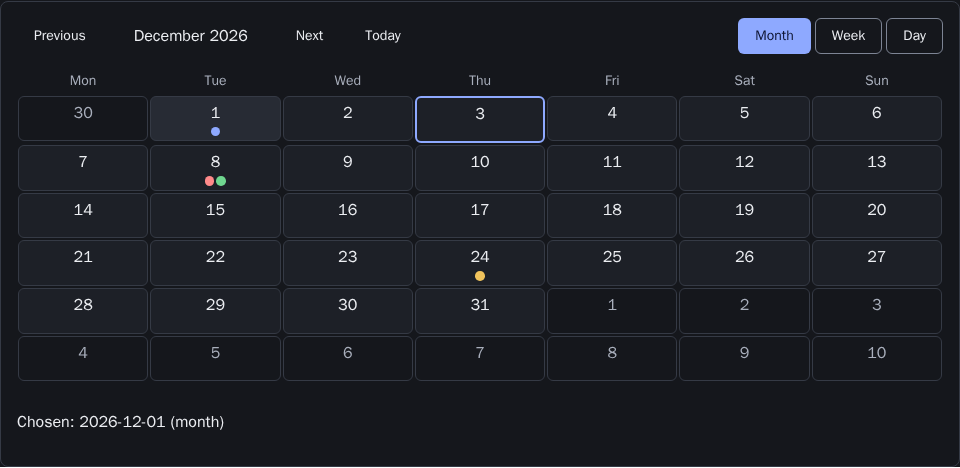 Previous December 2026 Next Today Month Week Day
Mon Tue Wed Thu Fri Sat Sun
30 1 2 3 4 5 6
7 8 9 10 11 12 13
14 15 16 17 18 19 20
21 22 23 24 25 26 27
28 29 30 31 1 2 3
4 5 6 7 8 9 10
Chosen: 2026-12-01 (month)